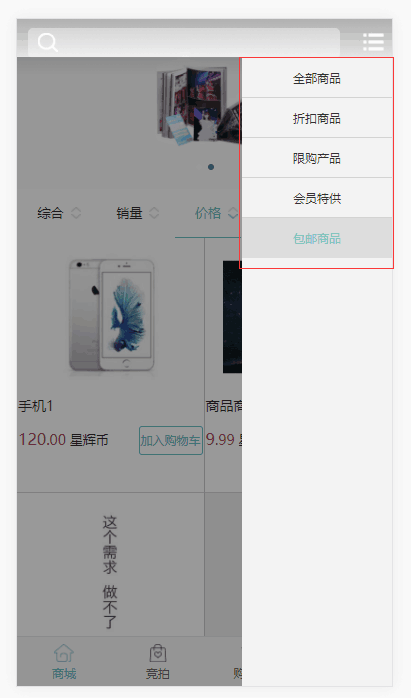 全部商品
折扣商品
限购产品
会员特供
包邮商品
综合 销量 价格
手机1
120.00 星辉币
加入购物车
9.99
这个需求 做不了
商城 竞拍